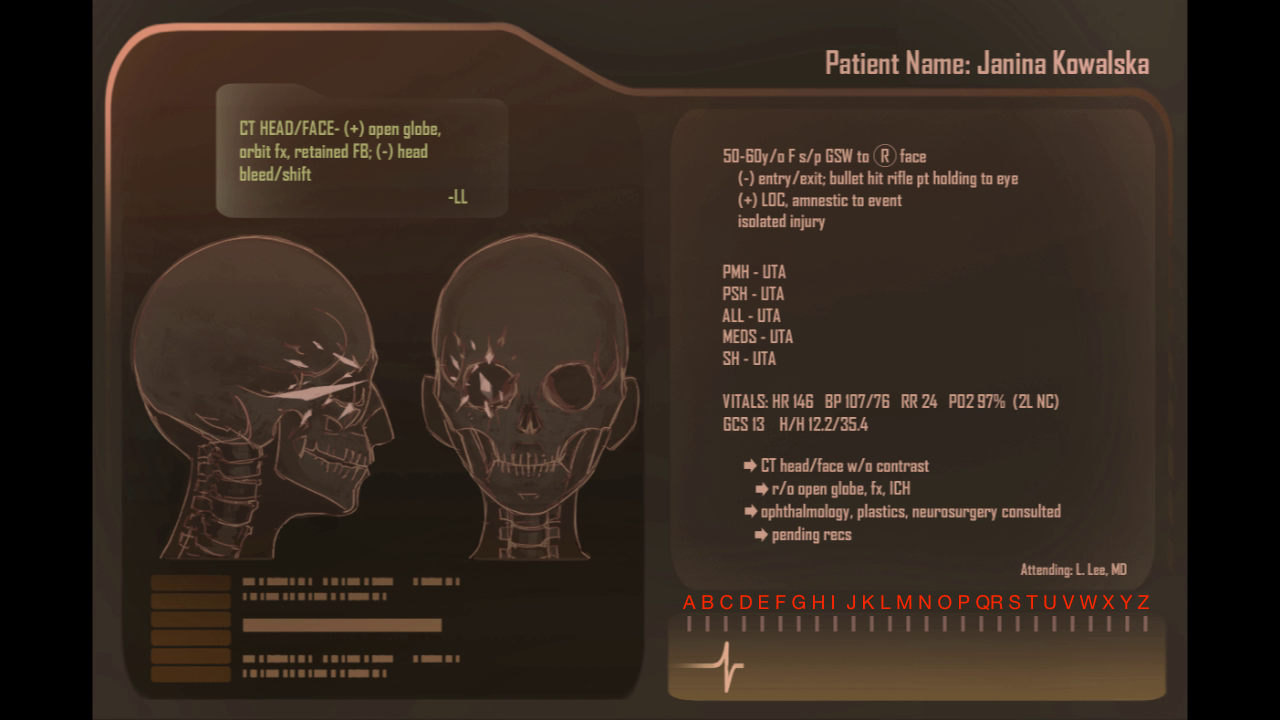 Patient Name: Janina Kowalska
CT HEAD/FACE- (+) open globe,
orbit fx, retained FB; (-) head
bleed/shift
-LL
50-60y/o F s/p GSW to R face
(-) entry/exit; bullet hit rifle pt holding to eye
(+) LOC, amnestic to event
isolated injury
PMH - UTA
PSH - UTA
ALL - UTA
MEDS - UTA
SH - UTA
VITALS: HR 146 BP 107/76 RR 24 PO2 97% (2L NC)
GCS 13 H/H 12.2/35.4
➡ CT head/face w/o contrast
➡ r/o open globe, fx, ICH
➡ ophthalmology, plastics, neurosurgery consulted
➡ pending recs
Attending: L. Lee, MD
A B C D E F G H I J K L M N O P Q R S T U V W X Y Z